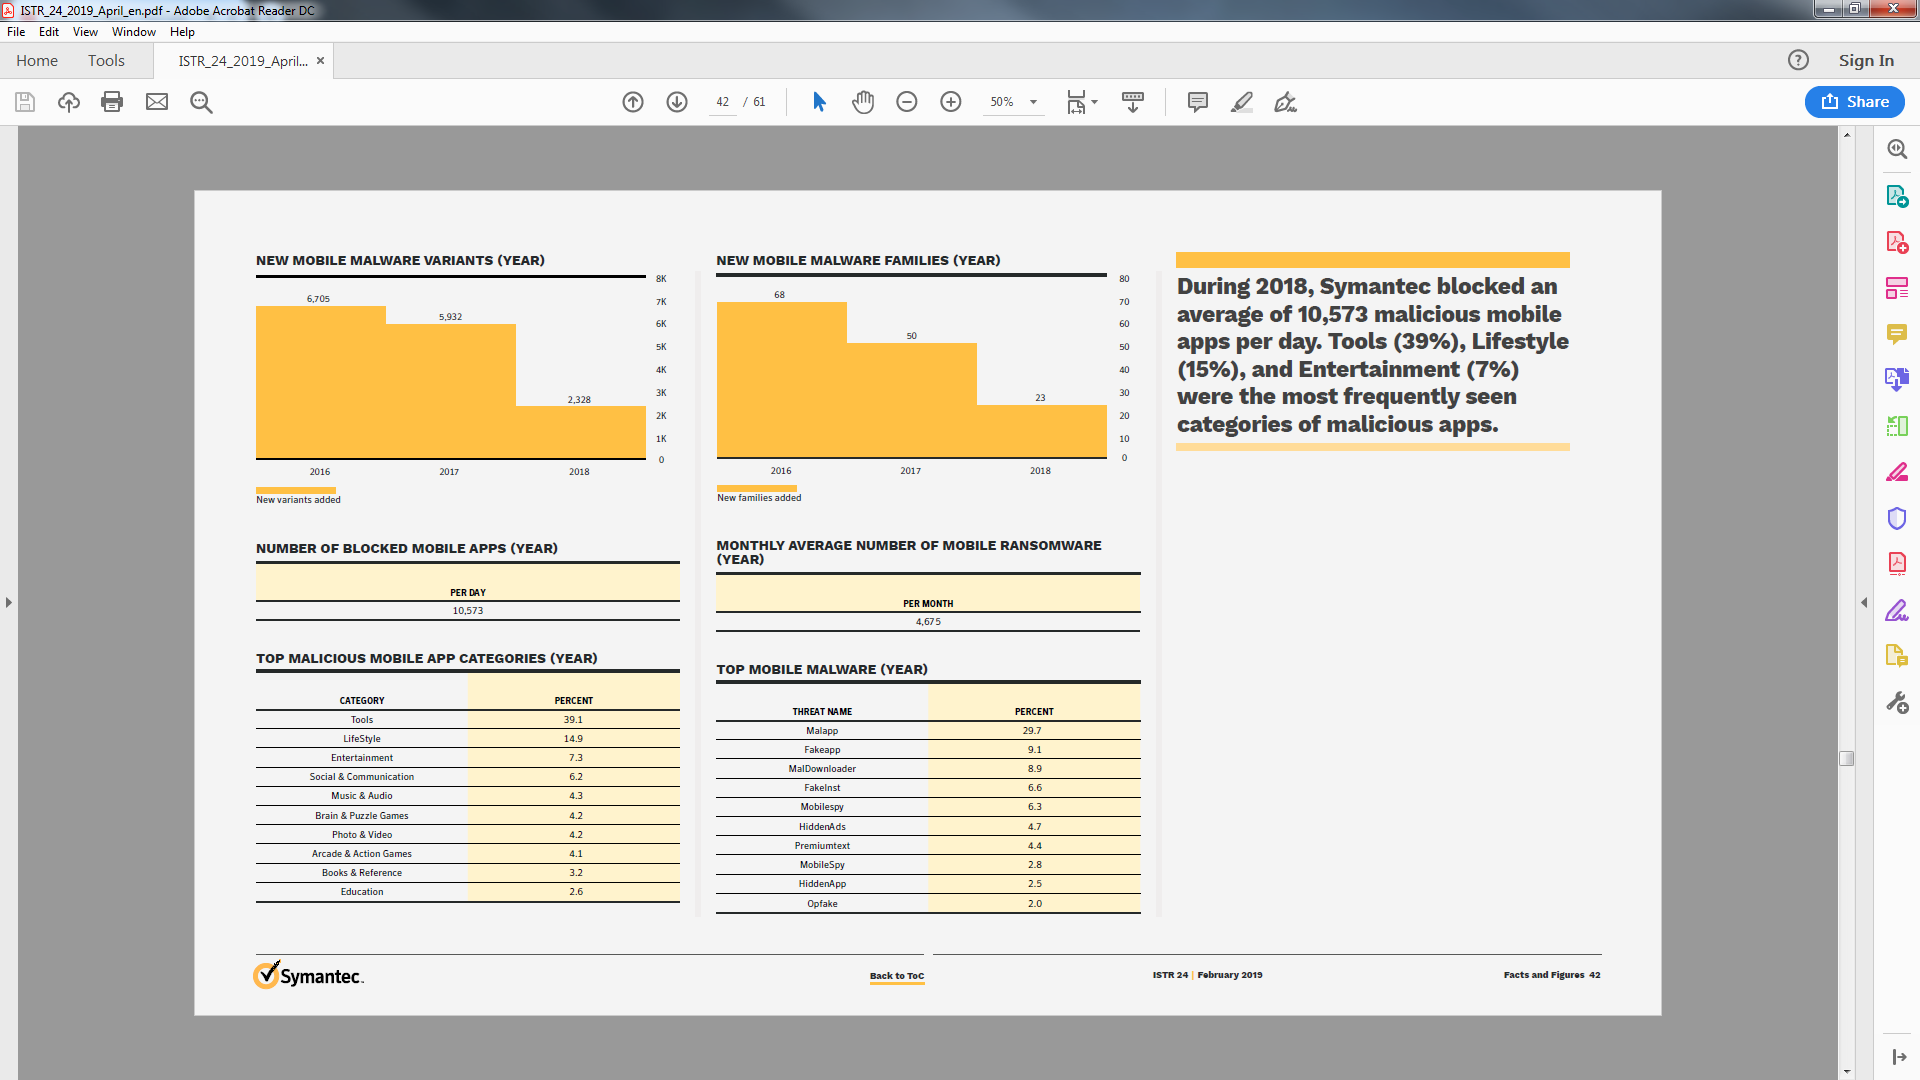 ISTR_24_2019_April_en.pdf - Adobe Acrobat Reader DC
File Edit View Window Help
Home Tools ISTR_24_2019_April... × Sign In
42 / 61 50% Share
NEW MOBILE MALWARE VARIANTS (YEAR)
8K
7K
6K
5K
4K
3K
2K
1K
0
6,705
5,932
2,328
2016 2017 2018
New variants added
NUMBER OF BLOCKED MOBILE APPS (YEAR)
PER DAY
10,573
TOP MALICIOUS MOBILE APP CATEGORIES (YEAR)
CATEGORY PERCENT
Tools 39.1
LifeStyle 14.9
Entertainment 7.3
Social & Communication 6.2
Music & Audio 4.3
Brain & Puzzle Games 4.2
Photo & Video 4.2
Arcade & Action Games 4.1
Books & Reference 3.2
Education 2.6
NEW MOBILE MALWARE FAMILIES (YEAR)
80
70
60
50
40
30
20
10
0
68
50
23
2016 2017 2018
New families added
MONTHLY AVERAGE NUMBER OF MOBILE RANSOMWARE
(YEAR)
PER MONTH
4,675
TOP MOBILE MALWARE (YEAR)
THREAT NAME PERCENT
Malapp 29.7
Fakeapp 9.1
MalDownloader 8.9
FakeInst 6.6
Mobilespy 6.3
HiddenAds 4.7
Premiumtext 4.4
MobileSpy 2.8
HiddenApp 2.5
Opfake 2.0
During 2018, Symantec blocked an
average of 10,573 malicious mobile
apps per day. Tools (39%), Lifestyle
(15%), and Entertainment (7%)
were the most frequently seen
categories of malicious apps.
Symantec. Back to ToC ISTR 24 | February 2019 Facts and Figures 42